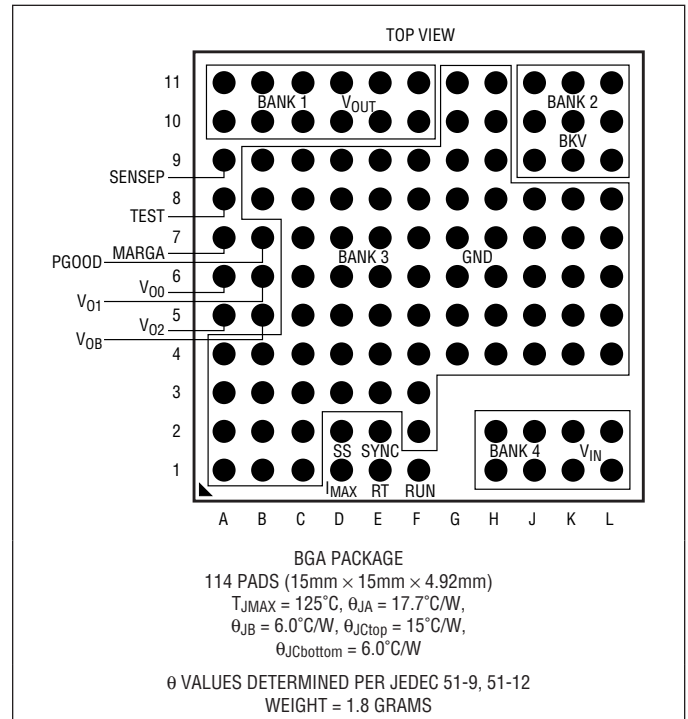 TOP VIEW
11
BANK 1 VOUT
BANK 2
10
BKV
9
SENSEP
8
TEST
7
MARGA
PGOOD
BANK 3 GND
6
VO0
VO1
5
VO2
VOB
4
3
2
SS SYNC
BANK 4 VIN
1
IMAX RT RUN
A B C D E F G H J K L
BGA PACKAGE
114 PADS (15mm × 15mm × 4.92mm)
TJMAX = 125°C, θJA = 17.7°C/W,
θJB = 6.0°C/W, θJCtop = 15°C/W,
θJCbottom = 6.0°C/W
θ VALUES DETERMINED PER JEDEC 51-9, 51-12
WEIGHT = 1.8 GRAMS